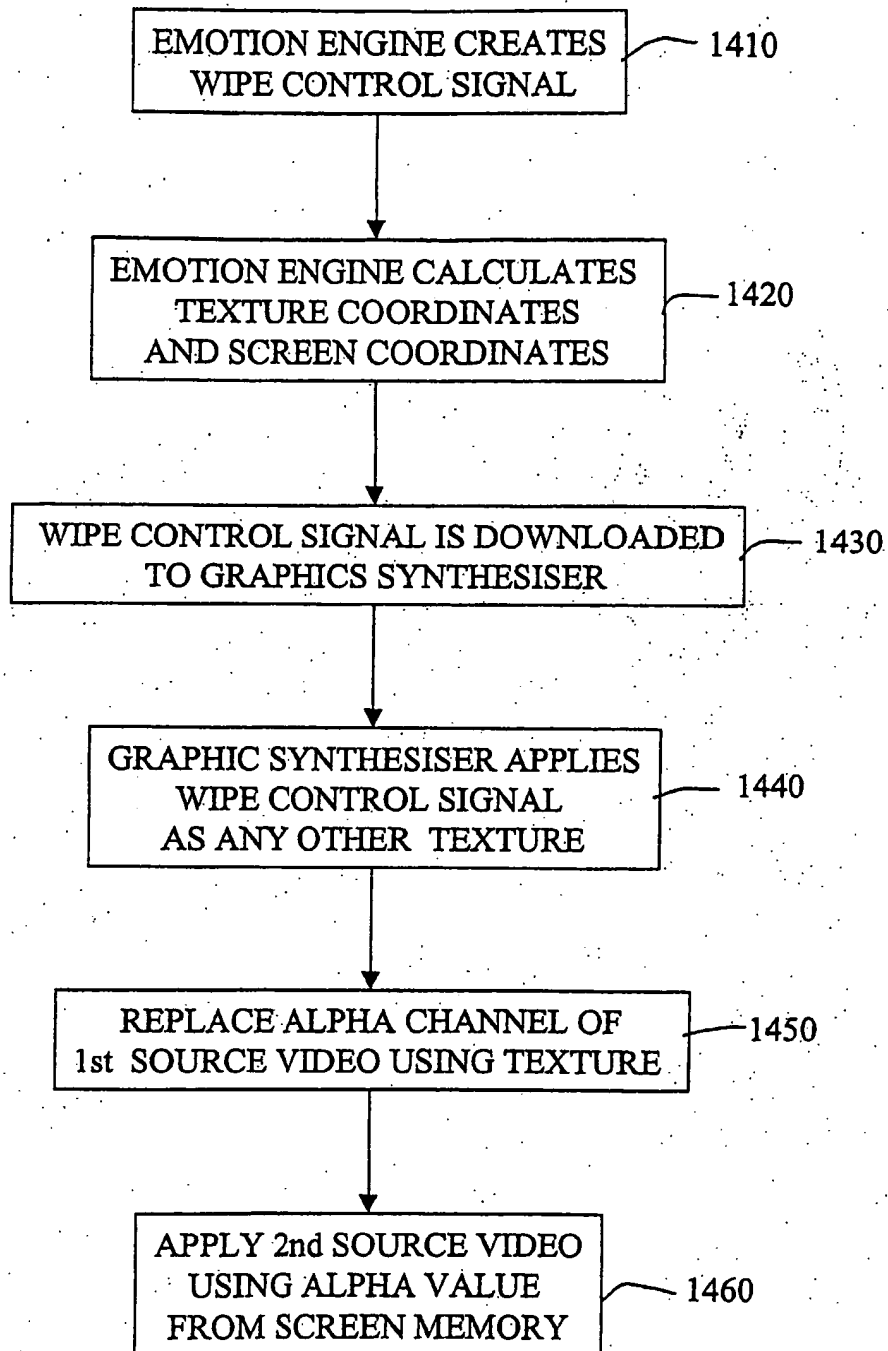 EMOTION ENGINE CREATES
WIPE CONTROL SIGNAL
1410
EMOTION ENGINE CALCULATES
TEXTURE COORDINATES
AND SCREEN COORDINATES
1420
WIPE CONTROL SIGNAL IS DOWNLOADED
TO GRAPHICS SYNTHESISER
1430
GRAPHIC SYNTHESISER APPLIES
WIPE CONTROL SIGNAL
AS ANY OTHER TEXTURE
1440
REPLACE ALPHA CHANNEL OF
1st SOURCE VIDEO USING TEXTURE
1450
APPLY 2nd SOURCE VIDEO
USING ALPHA VALUE
FROM SCREEN MEMORY
1460